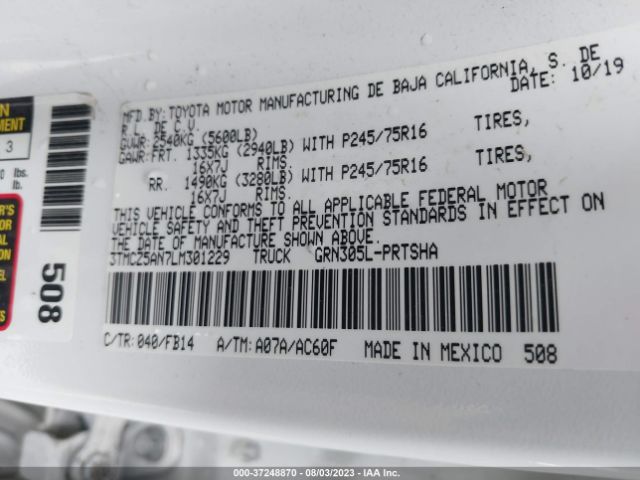 MFD.BY: TOYOTA MOTOR MANUFACTURING DE BAJA CALIFORNIA, S. DE
R.L. DE C.V. DATE: 10/19
GVWR: 2540KG (5600LB)
GAWR: FRT. 1335KG (2940LB) WITH P245/75R16 TIRES,
16X7J RIMS.
RR. 1490KG (3280LB) WITH P245/75R16 TIRES,
16X7J RIMS.
THIS VEHICLE CONFORMS TO ALL APPLICABLE FEDERAL MOTOR
VEHICLE SAFETY AND THEFT PREVENTION STANDARDS IN EFFECT ON
THE DATE OF MANUFACTURE SHOWN ABOVE.
3TMCZ5AN7LM301229 TRUCK GRN305L-PRTSHA
C/TR: 040/FB14 A/TM: A07A/AC60F MADE IN MEXICO 508
508
3
lbs.
lb.
000-37248870 - 08/03/2023 - IAA Inc.